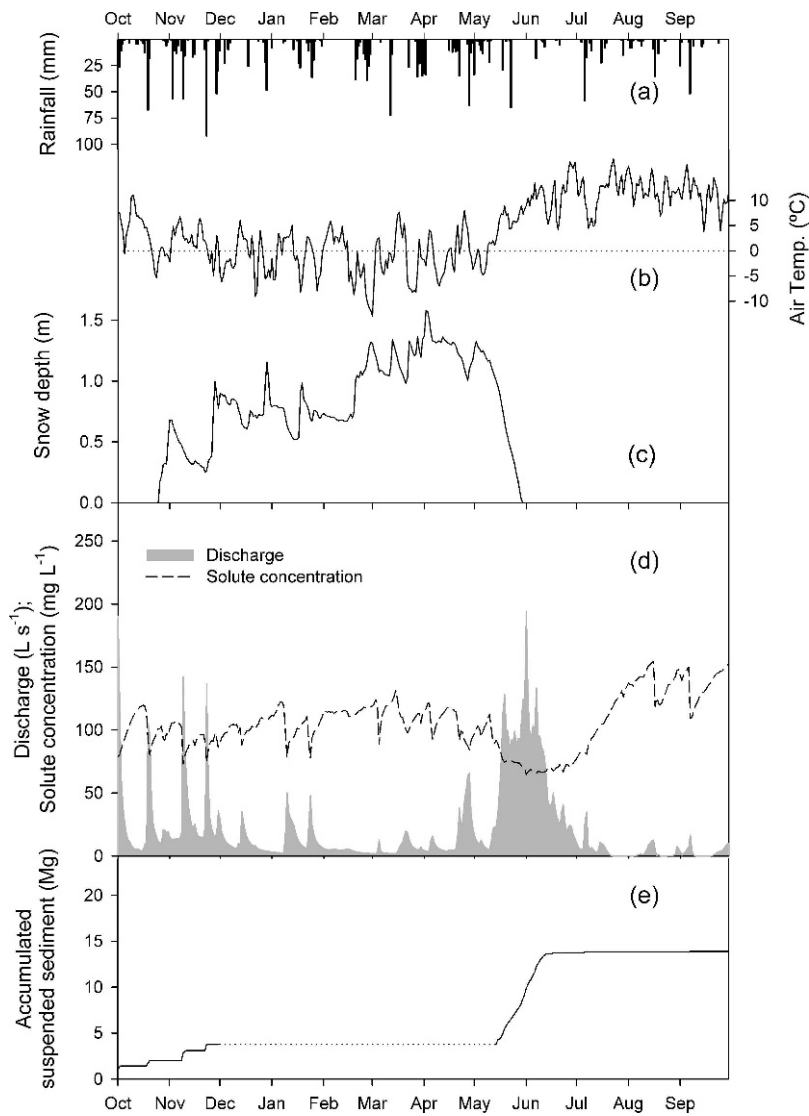 Oct Nov Dec Jan Feb Mar Apr May Jun Jul Aug Sep
Rainfall (mm)
25
50
75
100
(a)
Air Temp. (ºC)
10
5
0
-5
-10
(b)
Snow depth (m)
1.5
1.0
0.5
0.0
(c)
Discharge (L s⁻¹);
Solute concentration (mg L⁻¹)
250
200
150
100
50
0
Discharge
Solute concentration
(d)
Accumulated
suspended sediment (Mg)
20
15
10
5
0
(e)
Oct Nov Dec Jan Feb Mar Apr May Jun Jul Aug Sep